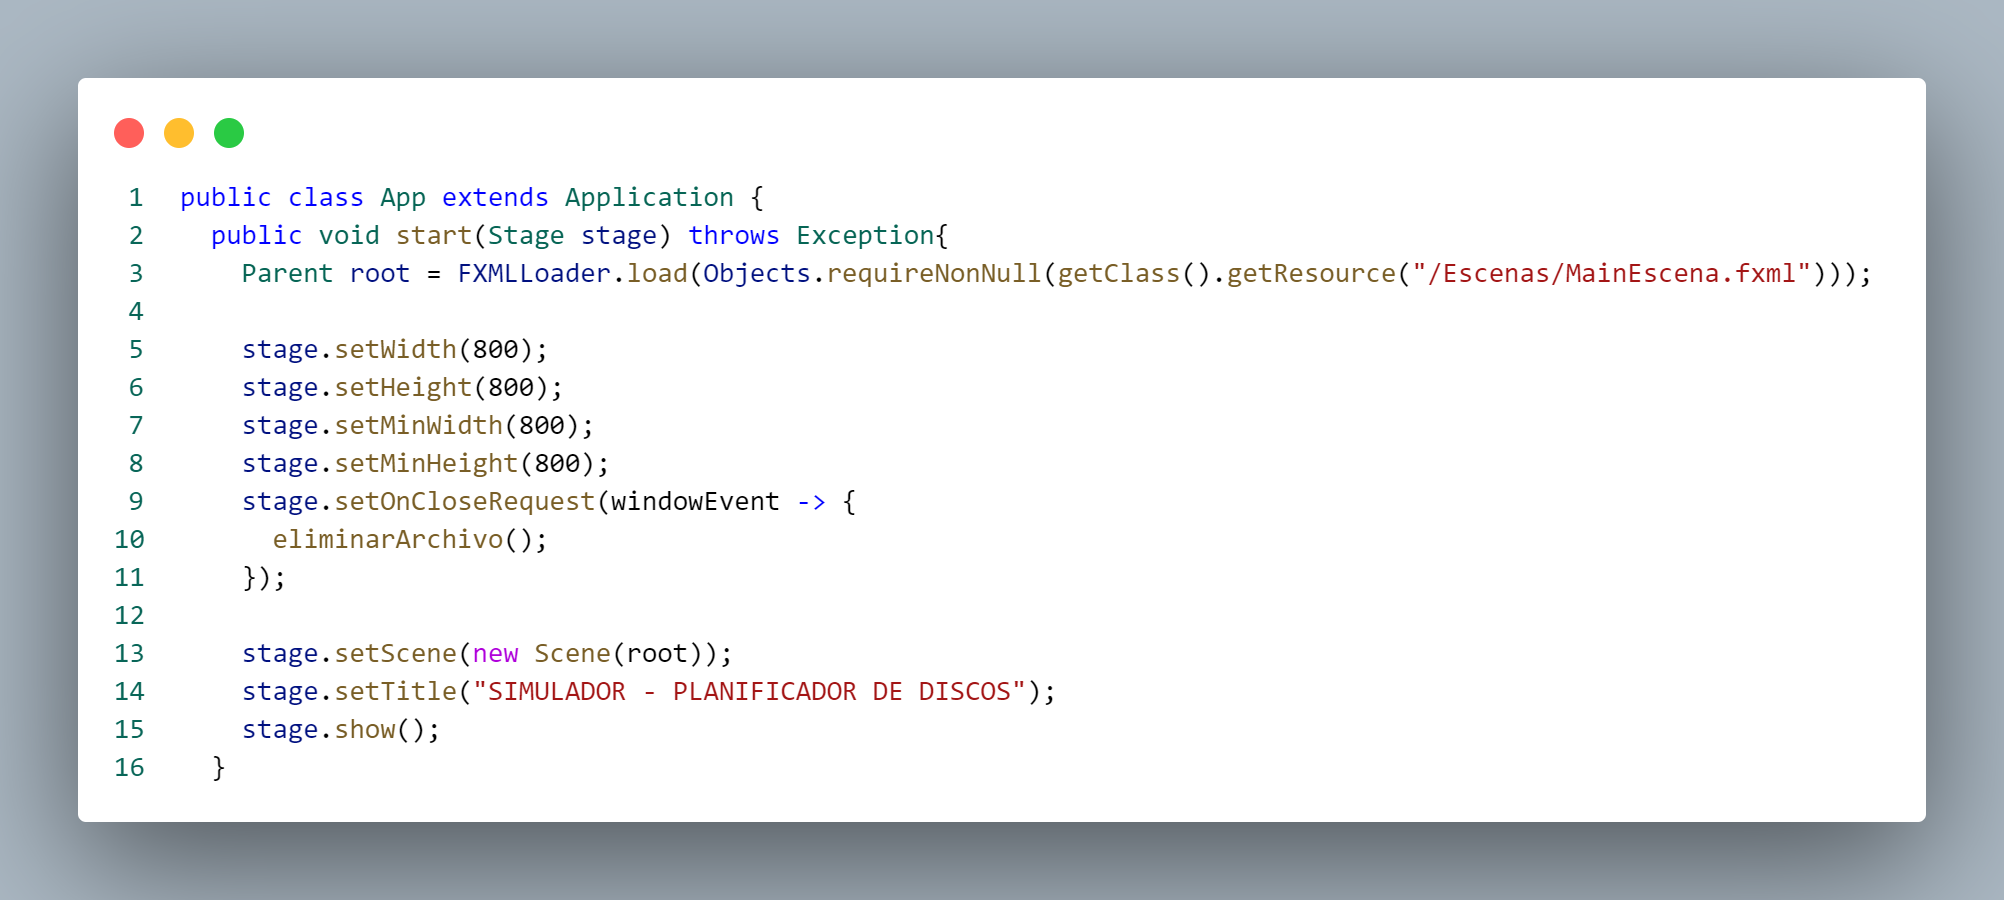 1 public class App extends Application {
2 public void start(Stage stage) throws Exception{
3 Parent root = FXMLLoader.load(Objects.requireNonNull(getClass().getResource("/Escenas/MainEscena.fxml")));
4
5 stage.setWidth(800);
6 stage.setHeight(800);
7 stage.setMinWidth(800);
8 stage.setMinHeight(800);
9 stage.setOnCloseRequest(windowEvent -> {
10 eliminarArchivo();
11 });
12
13 stage.setScene(new Scene(root));
14 stage.setTitle("SIMULADOR - PLANIFICADOR DE DISCOS");
15 stage.show();
16 }